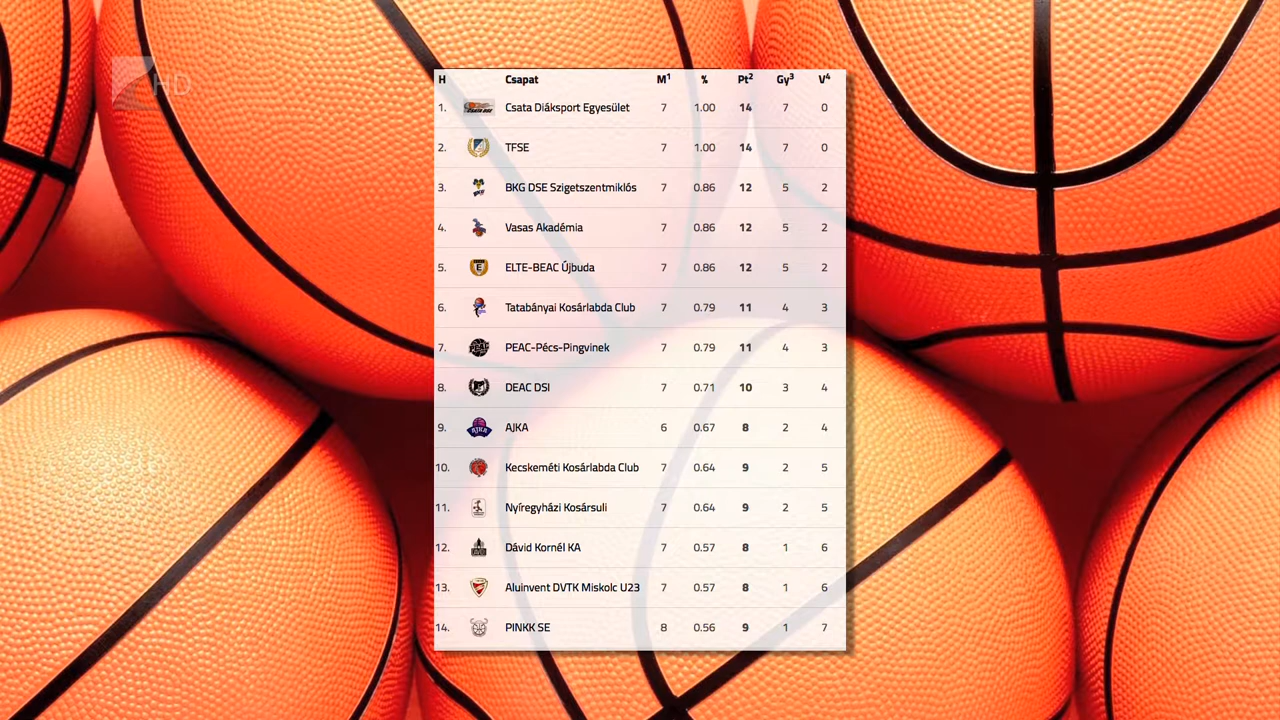 HD
H Csapat M¹ % Pt² Gy³ V⁴
1. Csata Diáksport Egyesület 7 1.00 14 7 0
2. TFSE 7 1.00 14 7 0
3. BKG DSE Szigetszentmiklós 7 0.86 12 5 2
4. Vasas Akadémia 7 0.86 12 5 2
5. ELTE-BEAC Újbuda 7 0.86 12 5 2
6. Tatabányai Kosárlabda Club 7 0.79 11 4 3
7. PEAC-Pécs-Pingvinek 7 0.79 11 4 3
8. DEAC DSI 7 0.71 10 3 4
9. AJKA AJKA 6 0.67 8 2 4
10. Kecskeméti Kosárlabda Club 7 0.64 9 2 5
11. Nyíregyházi Kosársuli 7 0.64 9 2 5
12. Dávid Kornél KA 7 0.57 8 1 6
13. Aluinvent DVTK Miskolc U23 7 0.57 8 1 6
14. PINKK SE 8 0.56 9 1 7